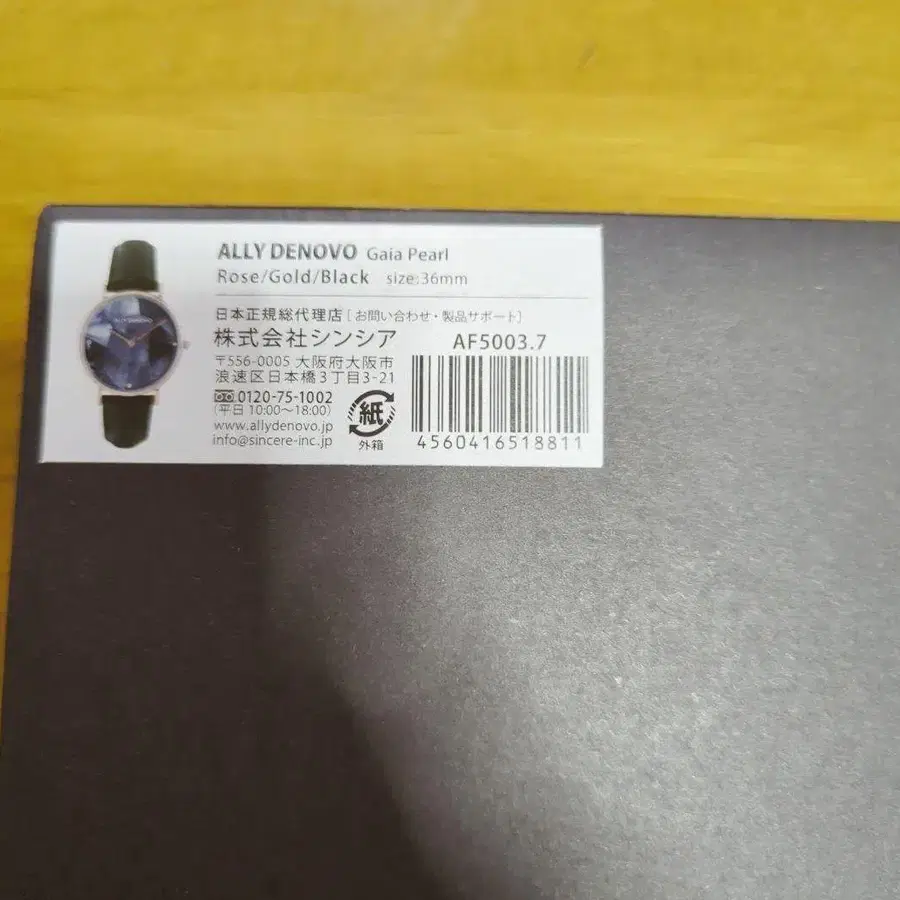 ALLY DENOVO
ALLY DENOVO Gaia Pearl
Rose/Gold/Black size:36mm
日本正規総代理店 [お問い合わせ・製品サポート]
株式会社シンシア
AF5003.7
〒556-0005 大阪府大阪市
浪速区日本橋3丁目3-21
0120-75-1002
(平日 10:00～18:00)
www.allydenovo.jp
info@sincere-inc.jp
紙
外箱
4560416518811